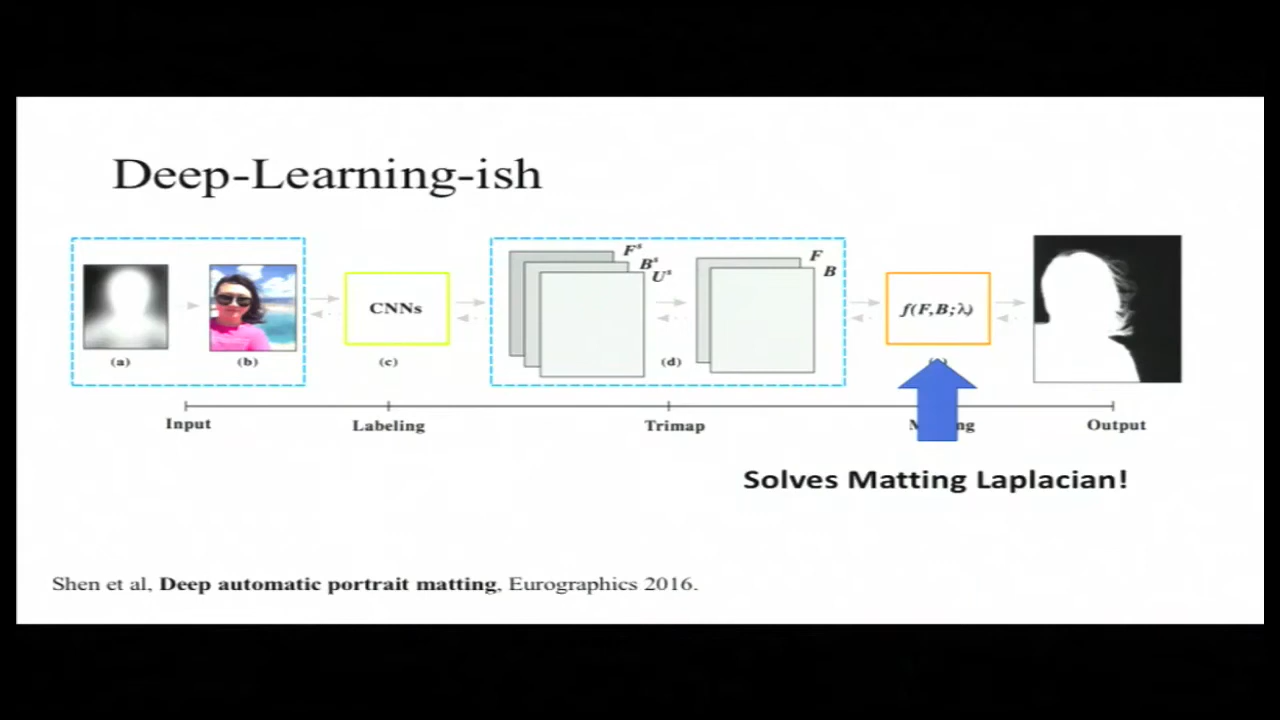 Deep-Learning-ish
F^s
B^s
U^s
F
B
CNNs
f(F,B;λ)
(a)
(b)
(c)
(d)
Input
Labeling
Trimap
Output
Solves Matting Laplacian!
Shen et al, Deep automatic portrait matting, Eurographics 2016.